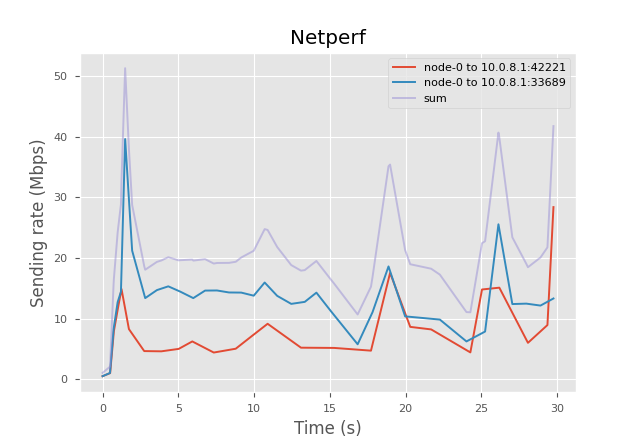 Netperf
node-0 to 10.0.8.1:42221
node-0 to 10.0.8.1:33689
sum
Sending rate (Mbps)
50
40
30
20
10
0
0 5 10 15 20 25 30
Time (s)